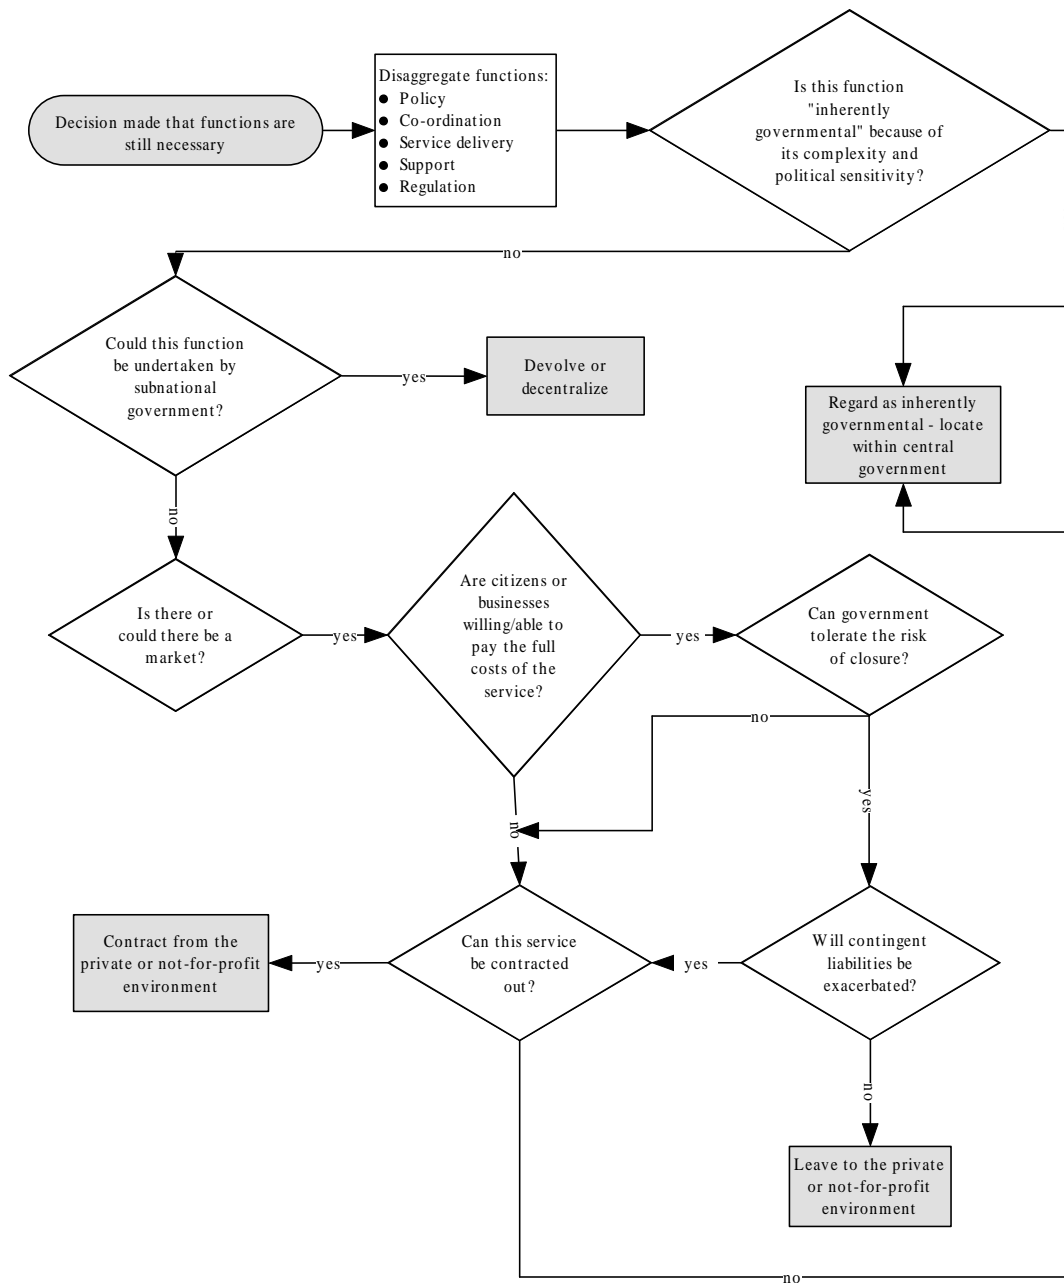 Decision made that functions are
still necessary
Disaggregate functions:
● Policy
● Co-ordination
● Service delivery
● Support
● Regulation
Is this function
"inherently
governmental" because of
its complexity and
political sensitivity?
no
Could this function
be undertaken by
subnational
government?
yes
Devolve or
decentralize
Regard as inherently
governmental - locate
within central
government
no
Is there or
could there be a
market?
yes
Are citizens or
businesses
willing/able to
pay the full
costs of the
service?
yes
Can government
tolerate the risk
of closure?
no
yes
no
Contract from the
private or not-for-profit
environment
yes
Can this service
be contracted
out?
yes
Will contingent
liabilities be
exacerbated?
no
Leave to the private
or not-for-profit
environment
no